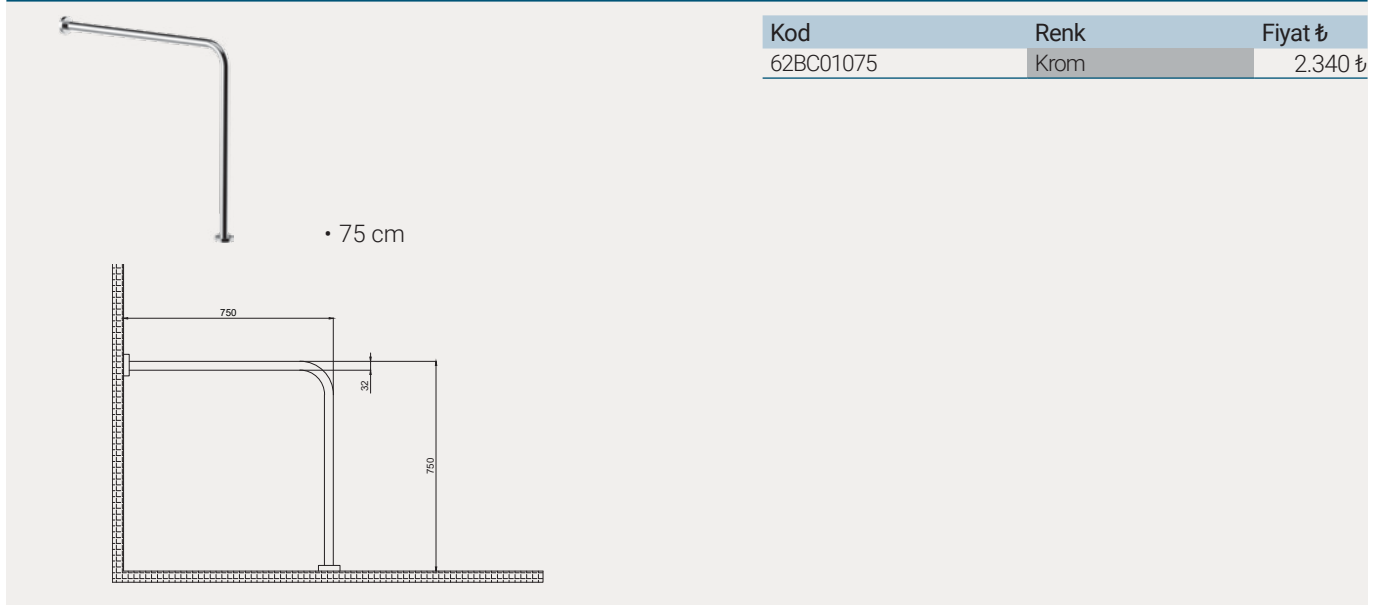 Kod Renk Fiyat ₺
62BC01075 Krom 2.340 ₺
• 75 cm
750
32
750